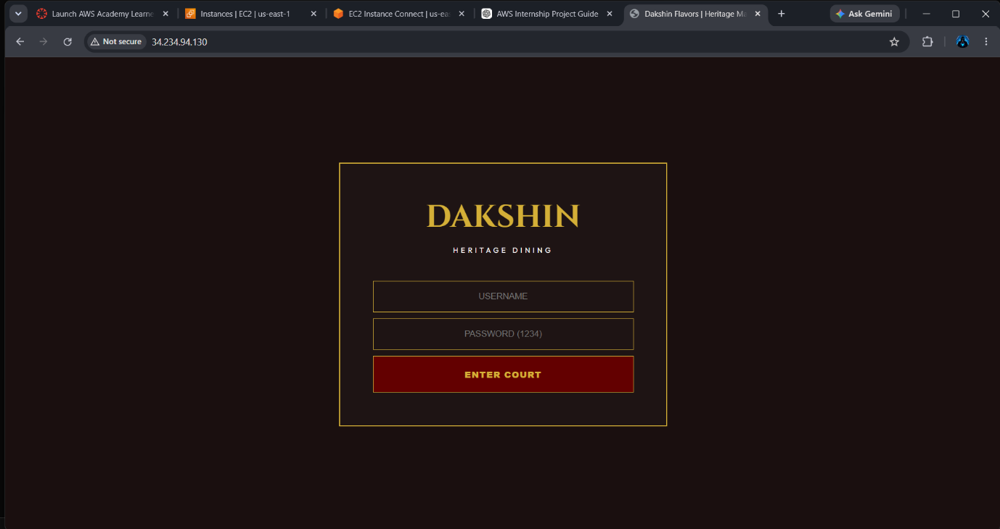 Launch AWS Academy Learne
Instances | EC2 | us-east-1
EC2 Instance Connect | us-ea
AWS Internship Project Guide
Dakshin Flavors | Heritage Ma
Ask Gemini
Not secure
34.234.94.130
DAKSHIN
HERITAGE DINING
USERNAME
PASSWORD (1234)
ENTER COURT